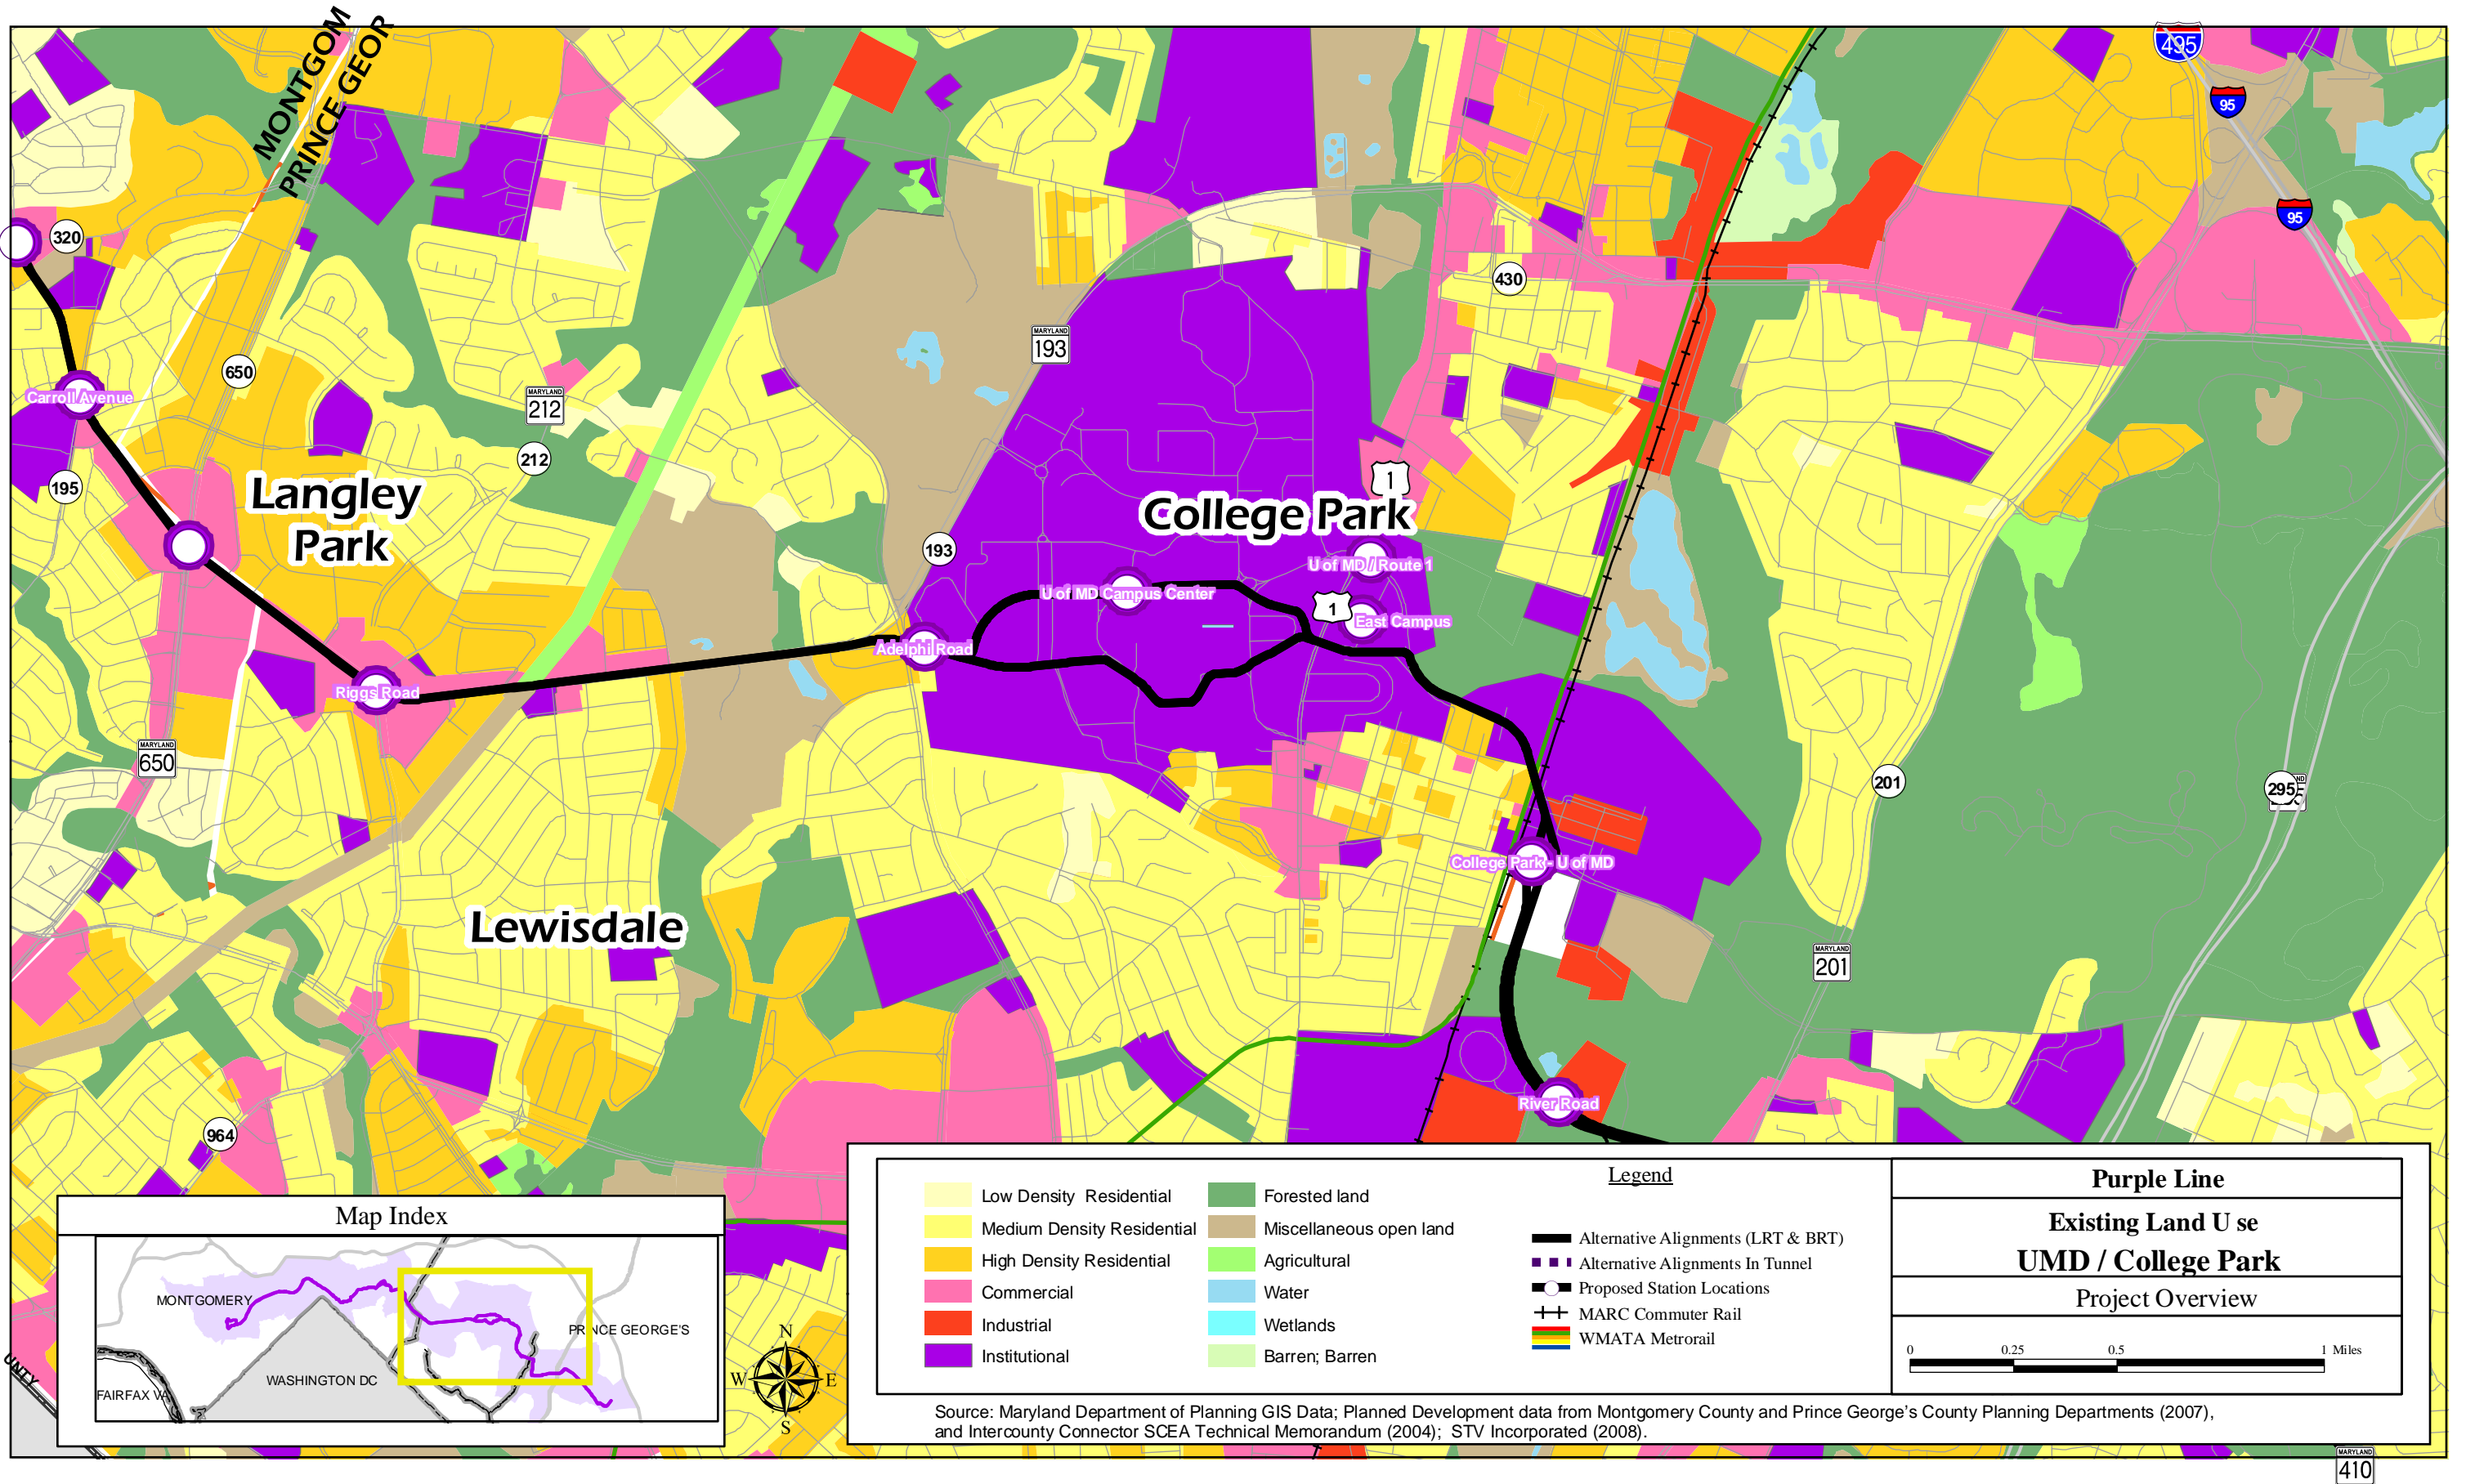 MONTGOM
PRINCE GEOR
495
95
95
320
430
MARYLAND
193
650
Carroll Avenue
MARYLAND
212
212
195
Langley
Park
1
College Park
193
U of MD / Route 1
U of MD Campus Center
1
East Campus
Adelphi Road
Riggs Road
MARYLAND
650
201
295
College Park - U of MD
Lewisdale
MARYLAND
201
River Road
964
Map Index
MONTGOMERY
PRINCE GEORGE'S
WASHINGTON DC
FAIRFAX VA
UNTY
N
W
E
S
Legend
Low Density Residential
Medium Density Residential
High Density Residential
Commercial
Industrial
Institutional
Forested land
Miscellaneous open land
Agricultural
Water
Wetlands
Barren; Barren
Alternative Alignments (LRT & BRT)
Alternative Alignments In Tunnel
Proposed Station Locations
MARC Commuter Rail
WMATA Metrorail
Purple Line
Existing Land U se
UMD / College Park
Project Overview
0 0.25 0.5 1 Miles
Source: Maryland Department of Planning GIS Data; Planned Development data from Montgomery County and Prince George's County Planning Departments (2007),
and Intercounty Connector SCEA Technical Memorandum (2004); STV Incorporated (2008).
MARYLAND
410